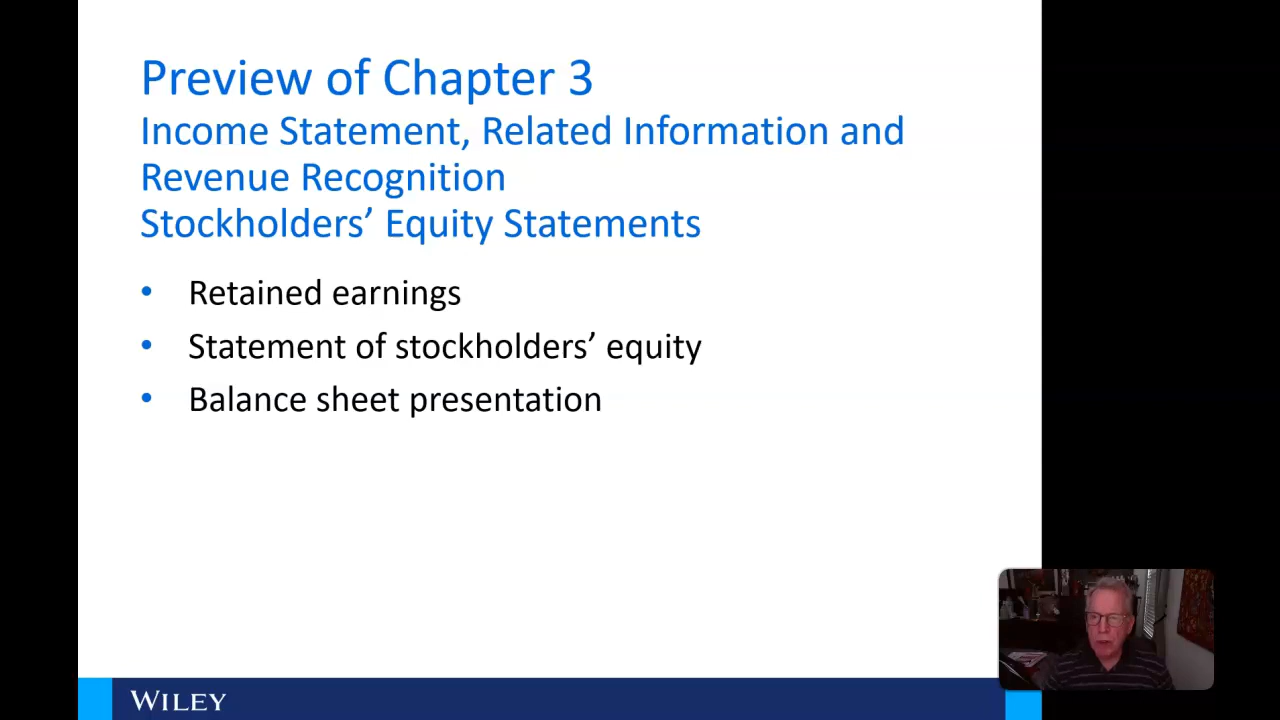 Preview of Chapter 3
Income Statement, Related Information and
Revenue Recognition
Stockholders’ Equity Statements
• Retained earnings
• Statement of stockholders’ equity
• Balance sheet presentation
WILEY